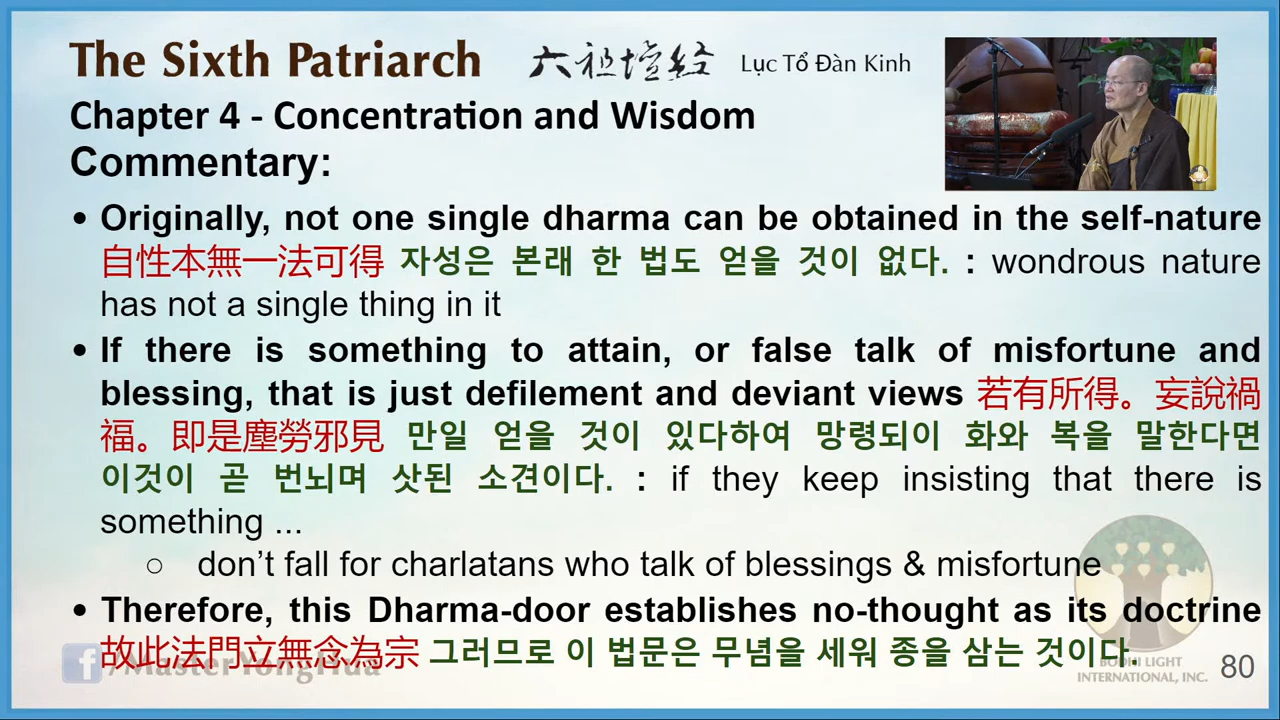 The Sixth Patriarch 六祖壇経 Lục Tổ Đàn Kinh
Chapter 4 - Concentration and Wisdom
Commentary:
• Originally, not one single dharma can be obtained in the self-nature
自性本無一法可得 자성은 본래 한 법도 얻을 것이 없다. : wondrous nature
has not a single thing in it
• If there is something to attain, or false talk of misfortune and
blessing, that is just defilement and deviant views 若有所得。妄說禍
福。即是塵勞邪見 만일 얻을 것이 있다하여 망령되이 화와 복을 말한다면
이것이 곧 번뇌며 삿된 소견이다. : if they keep insisting that there is
something ...
○ don’t fall for charlatans who talk of blessings & misfortune
• Therefore, this Dharma-door establishes no-thought as its doctrine
故此法門立無念為宗 그러므로 이 법문은 무념을 세워 종을 삼는 것이다.
f /MasterYongHua
BODHI LIGHT
INTERNATIONAL, INC.
80